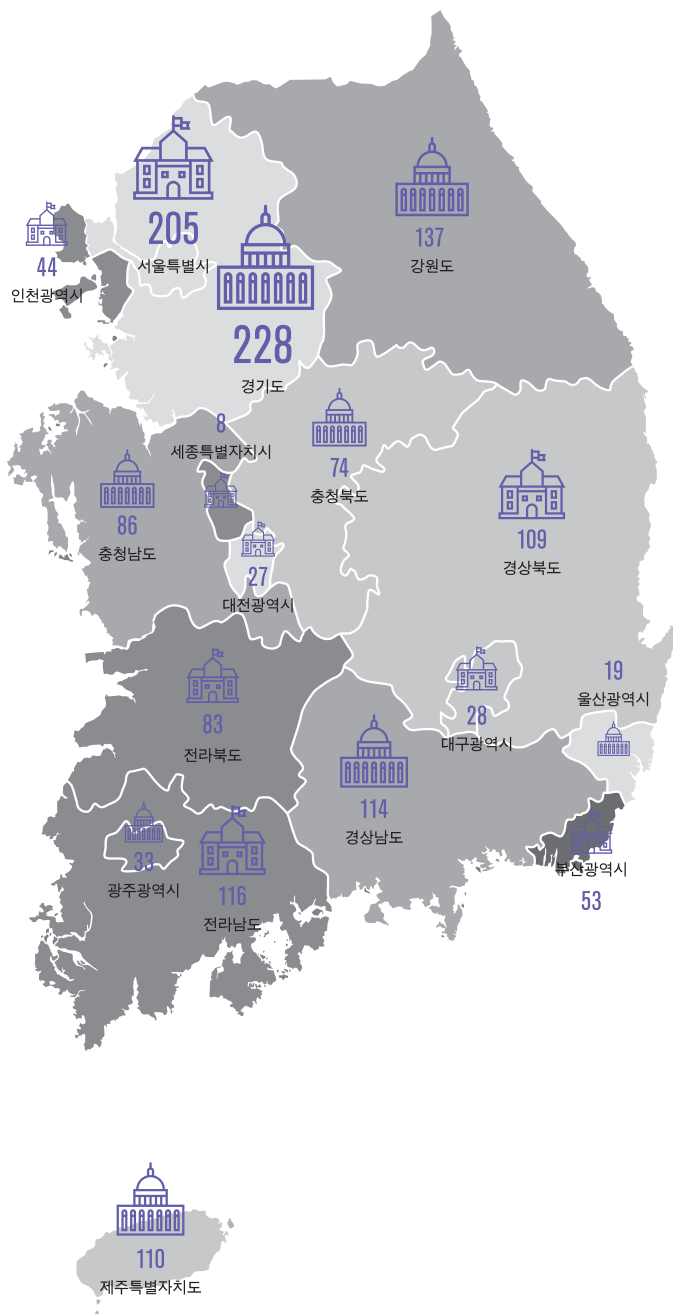 137
강원도
205
서울특별시
44
인천광역시
228
경기도
8
세종특별자치시
74
충청북도
86
충청남도
109
경상북도
27
대전광역시
19
울산광역시
28
대구광역시
83
전라북도
114
경상남도
33
광주광역시
116
전라남도
부산광역시
53
110
제주특별자치도